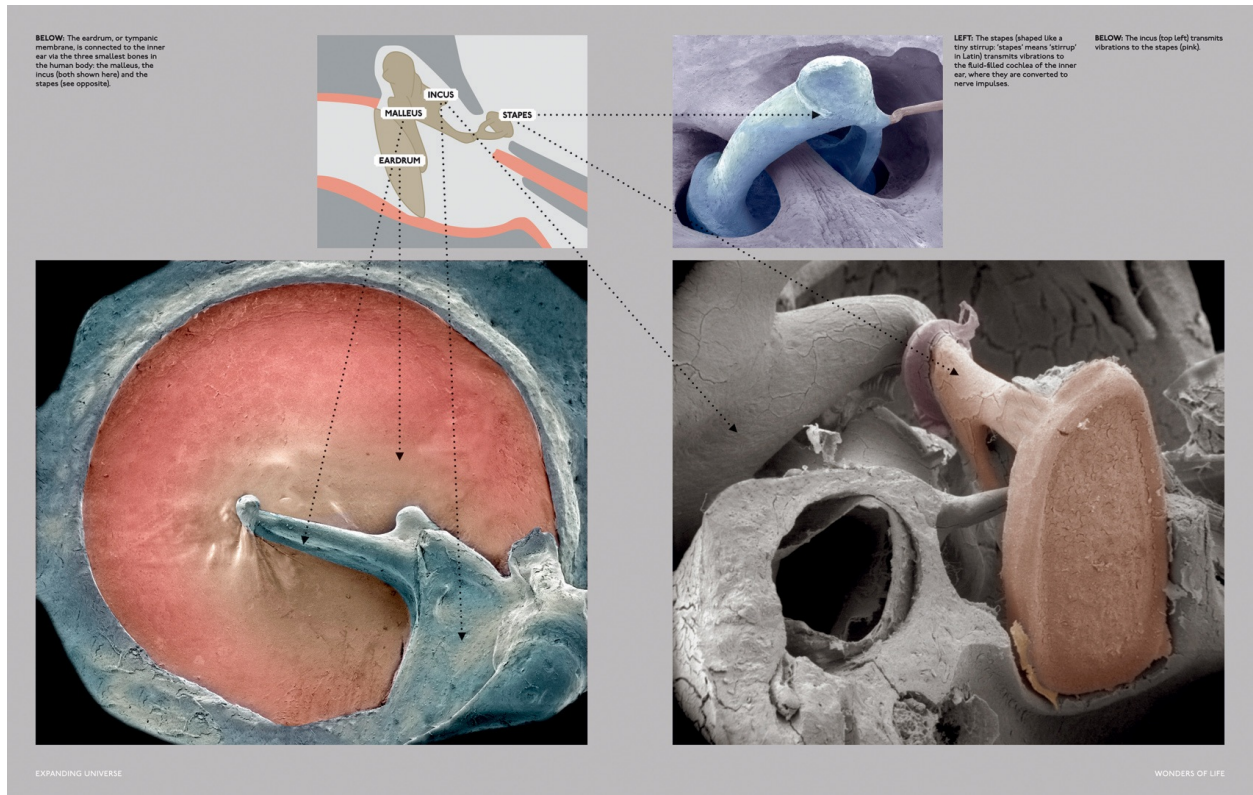 BELOW: The eardrum, or tympanic
membrane, is connected to the inner
ear via the three smallest bones in
the human body: the malleus, the
incus (both shown here) and the
stapes (see opposite).
INCUS
MALLEUS
STAPES
EARDRUM
LEFT: The stapes (shaped like a
tiny stirrup: 'stapes' means 'stirrup'
in Latin) transmits vibrations to
the fluid-filled cochlea of the inner
ear, where they are converted to
nerve impulses.
BELOW: The incus (top left) transmits
vibrations to the stapes (pink).
EXPANDING UNIVERSE
WONDERS OF LIFE